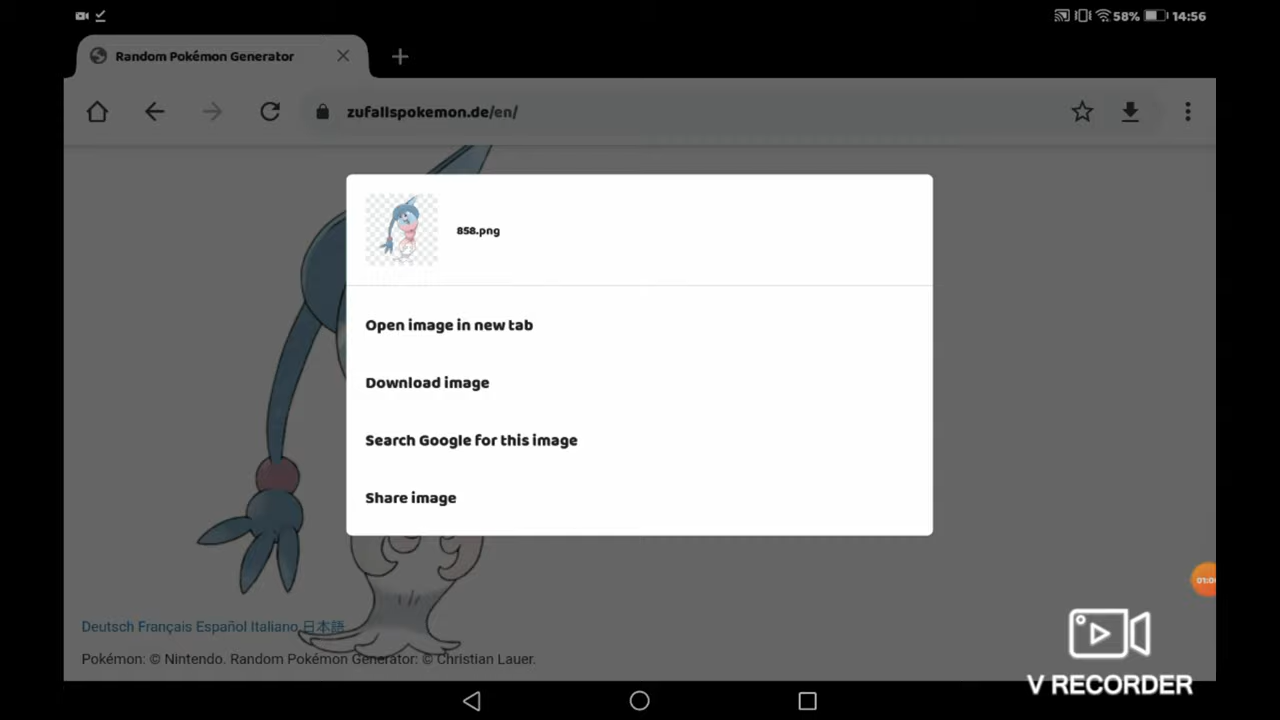 58% 14:56
Random Pokémon Generator
zufallspokemon.de/en/
858.png
Open image in new tab
Download image
Search Google for this image
Share image
Deutsch Français Español Italiano 日本語
Pokémon: © Nintendo. Random Pokémon Generator: © Christian Lauer.
V RECORDER